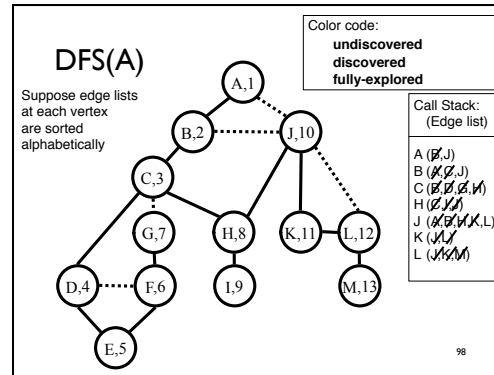 DFS(A)
Suppose edge lists
at each vertex
are sorted
alphabetically
Color code:
undiscovered
discovered
fully-explored
A,1
B,2
J,10
C,3
G,7
H,8
K,11
L,12
D,4
F,6
I,9
M,13
E,5
Call Stack:
(Edge list)
A (B,J)
B (A,C,J)
C (B,D,G,H)
H (C,I,J)
J (A,B,H,K,L)
K (J,L)
L (J,K,M)
98